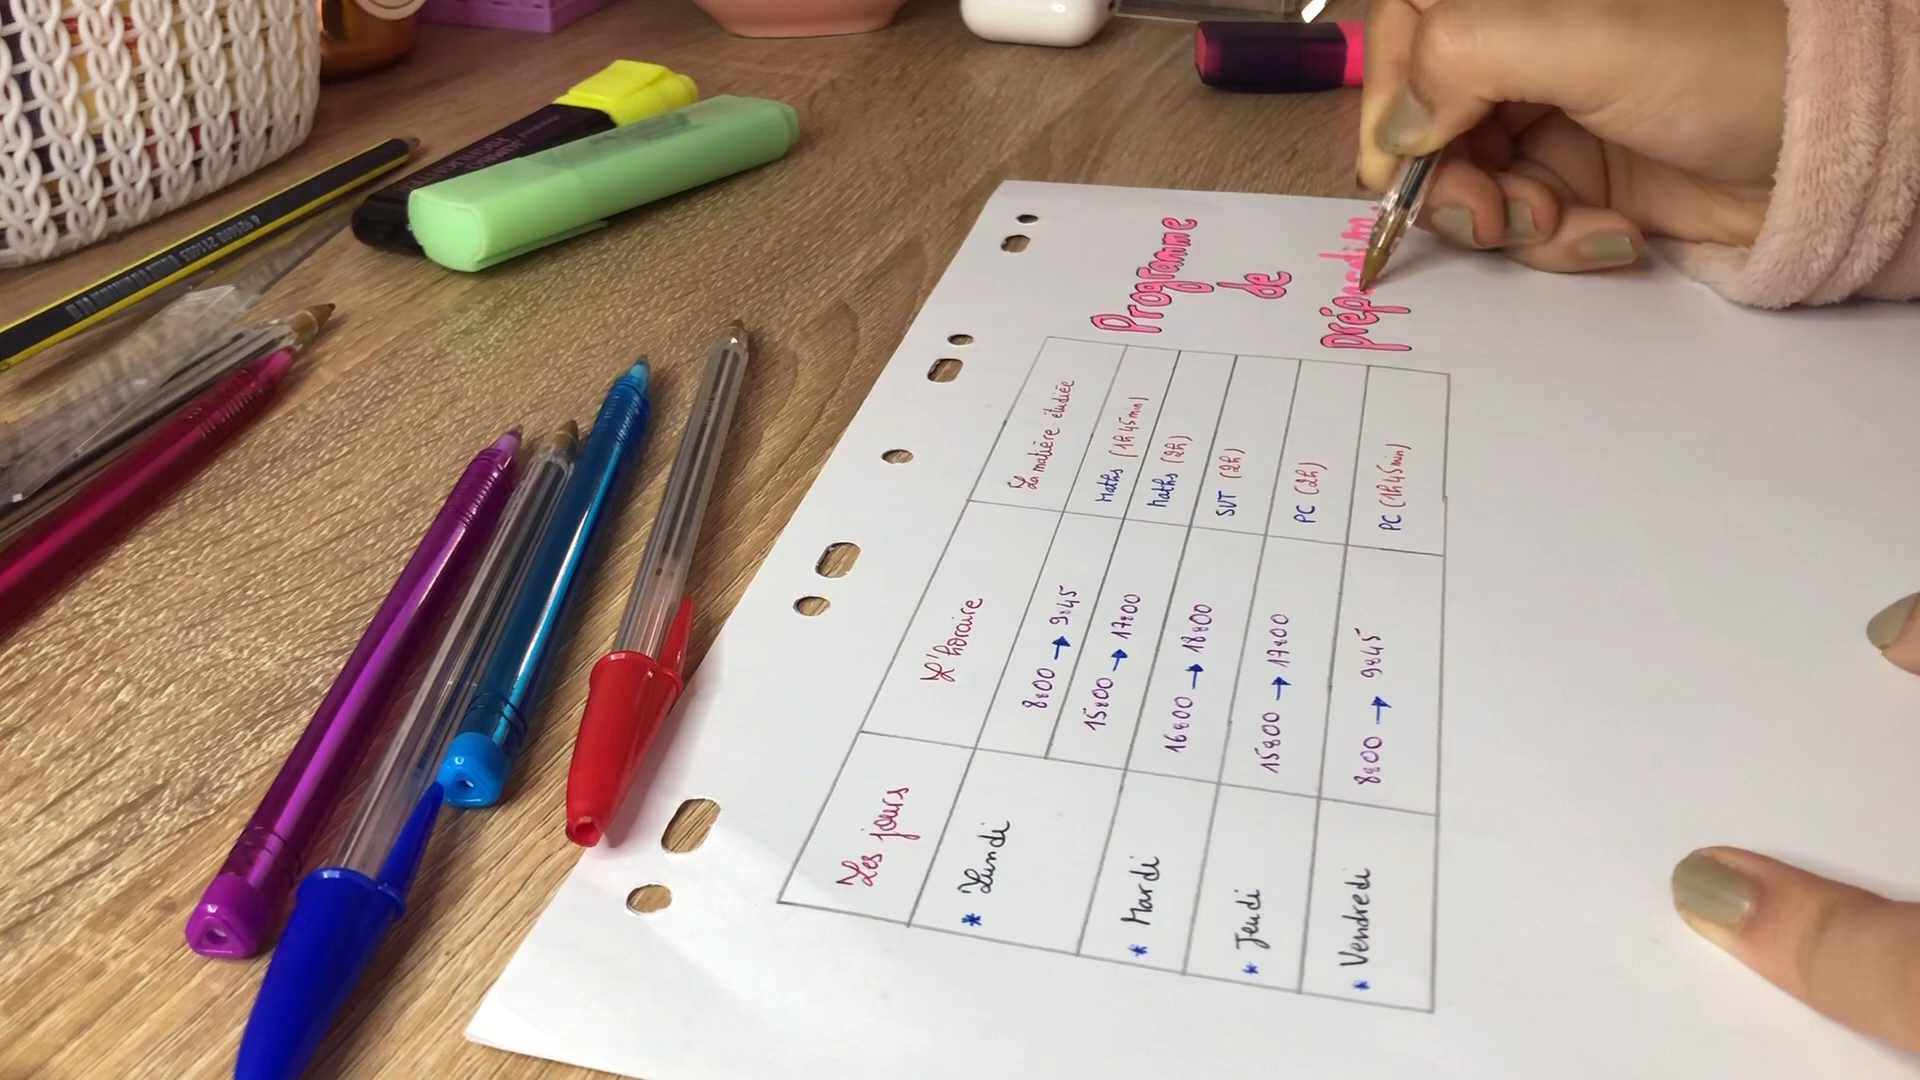 Programme
de
préparation
Les jours L'horaire La matière étudiée
* Lundi 8h00 → 9h45 Maths (1h45min)
15h00 → 17h00 Maths (2h)
* Mardi 16h00 → 18h00 SVT (2h)
* Jeudi 15h00 → 17h00 PC (2h)
* Vendredi 8h00 → 9h45 PC (1h45min)